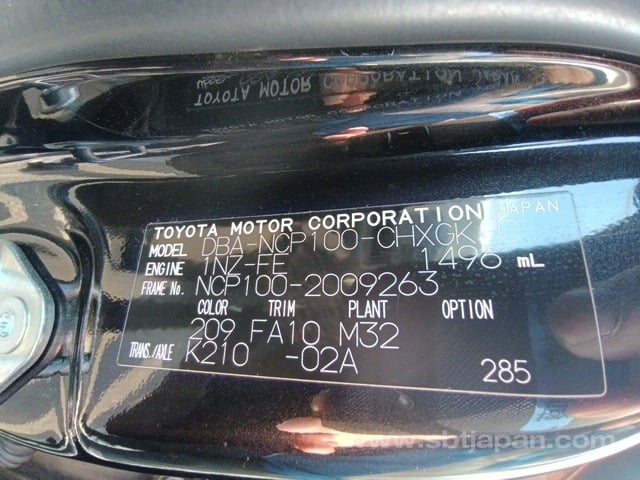 TOYOTA MOTOR CORPORATION JAPAN
MODEL DBA-NCP100-CHXGK
ENGINE 1NZ-FE 1496 mL
FRAME No. NCP100-2009263
COLOR TRIM PLANT OPTION
209 FA10 M32
TRANS./AXLE K210 -02A
285
www.sbtjapan.com